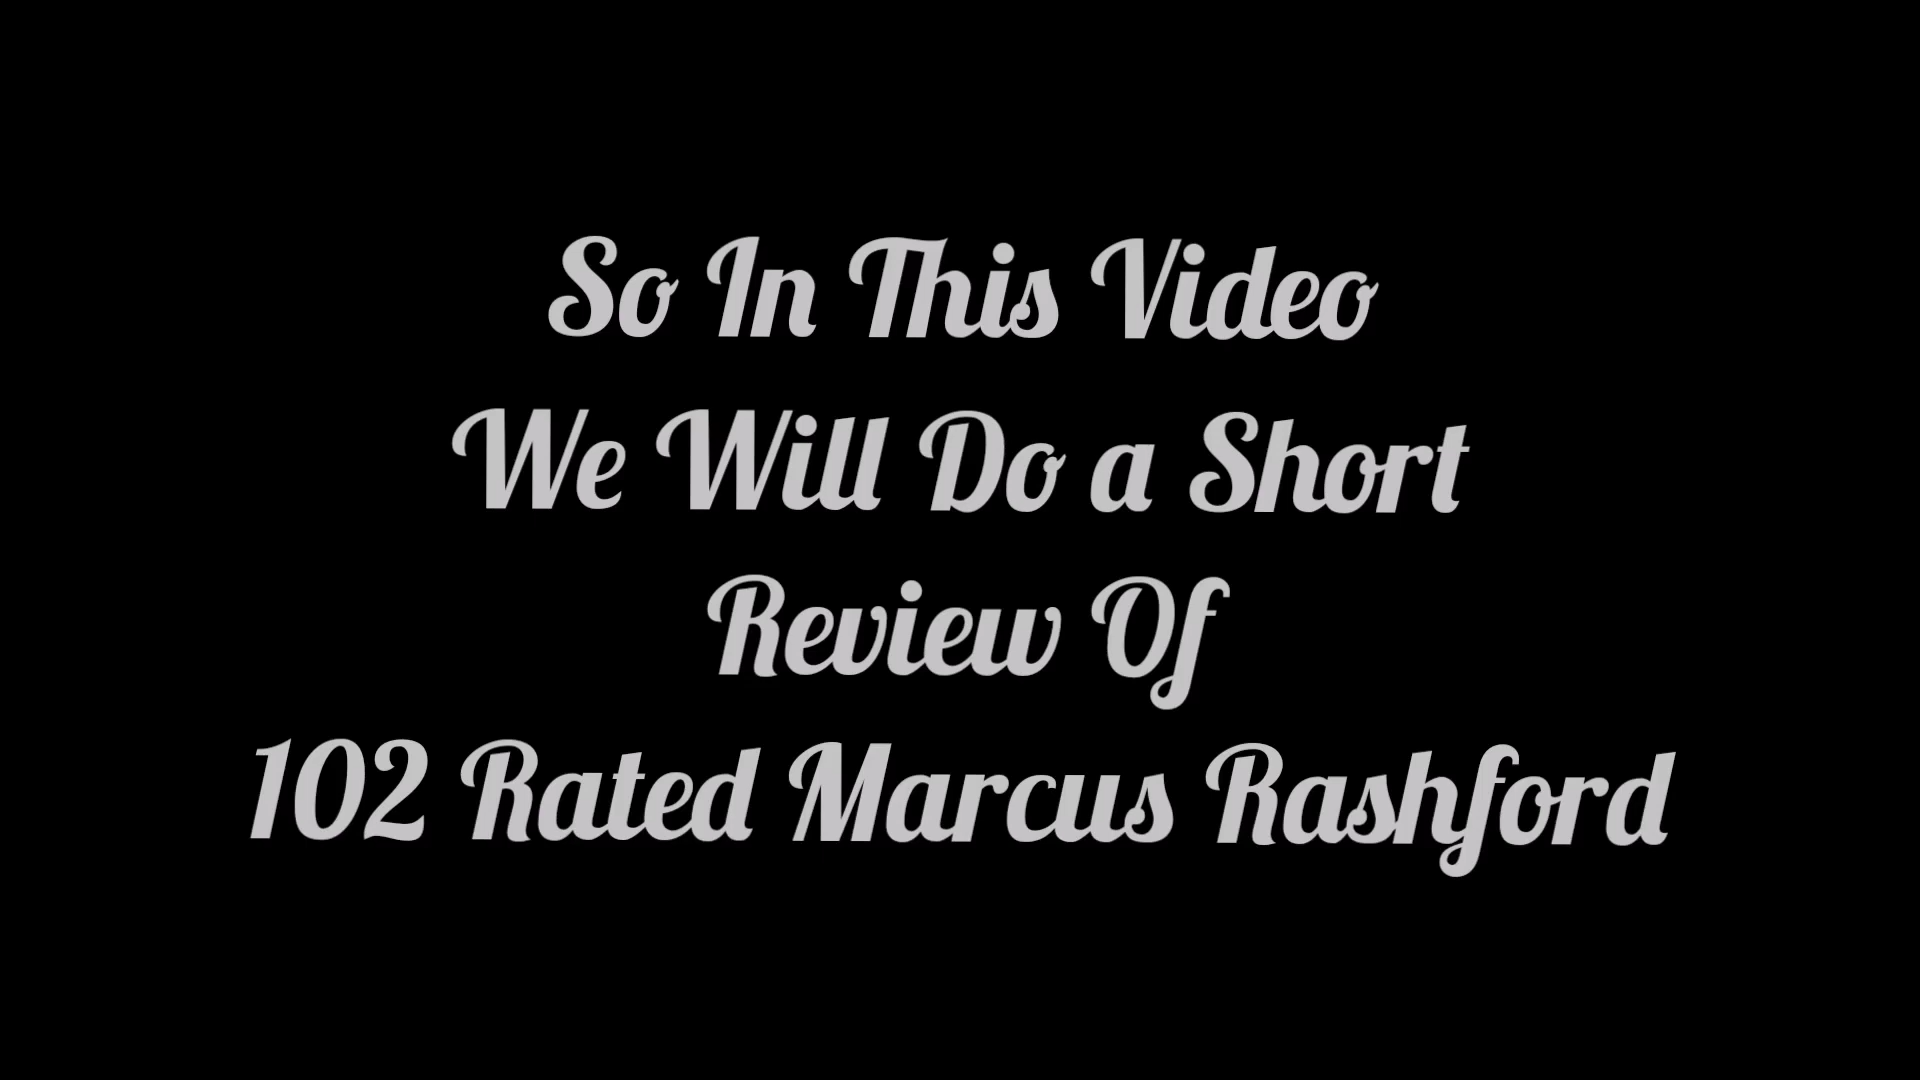 So In This Video
We Will Do a Short
Review Of
102 Rated Marcus Rashford